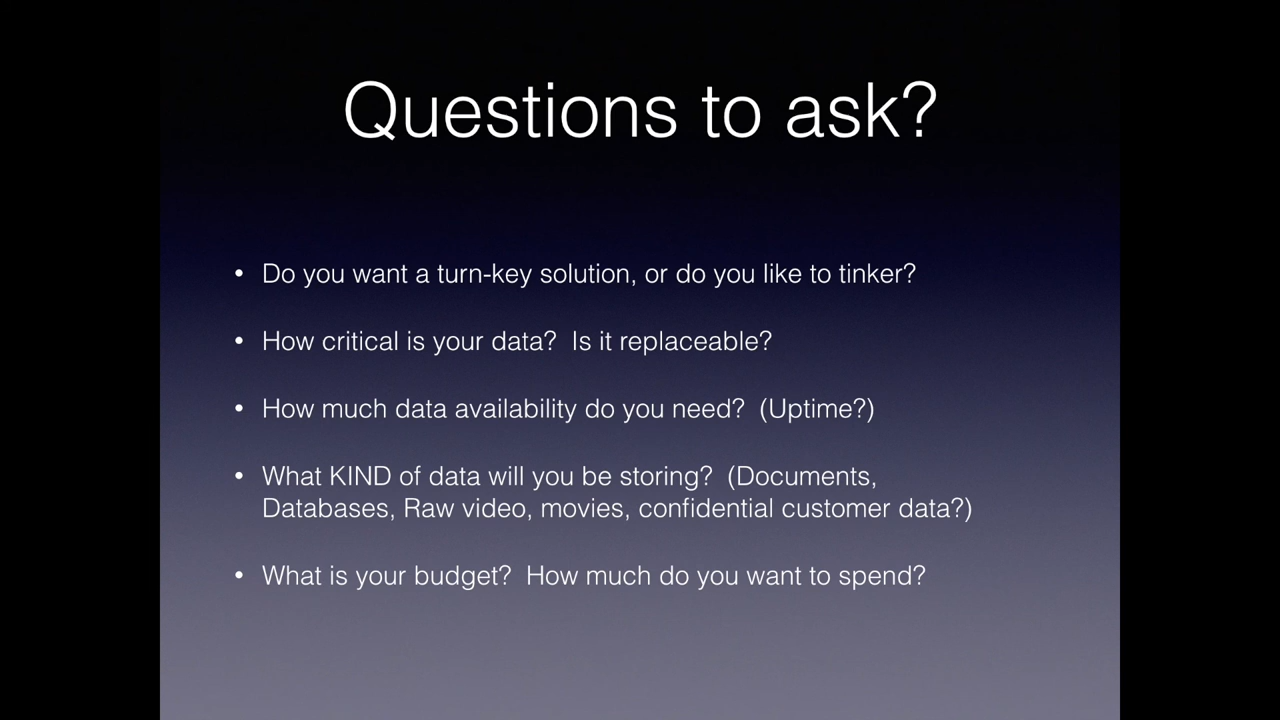 Questions to ask?
• Do you want a turn-key solution, or do you like to tinker?
• How critical is your data?  Is it replaceable?
• How much data availability do you need?  (Uptime?)
• What KIND of data will you be storing?  (Documents,
Databases, Raw video, movies, confidential customer data?)
• What is your budget?  How much do you want to spend?